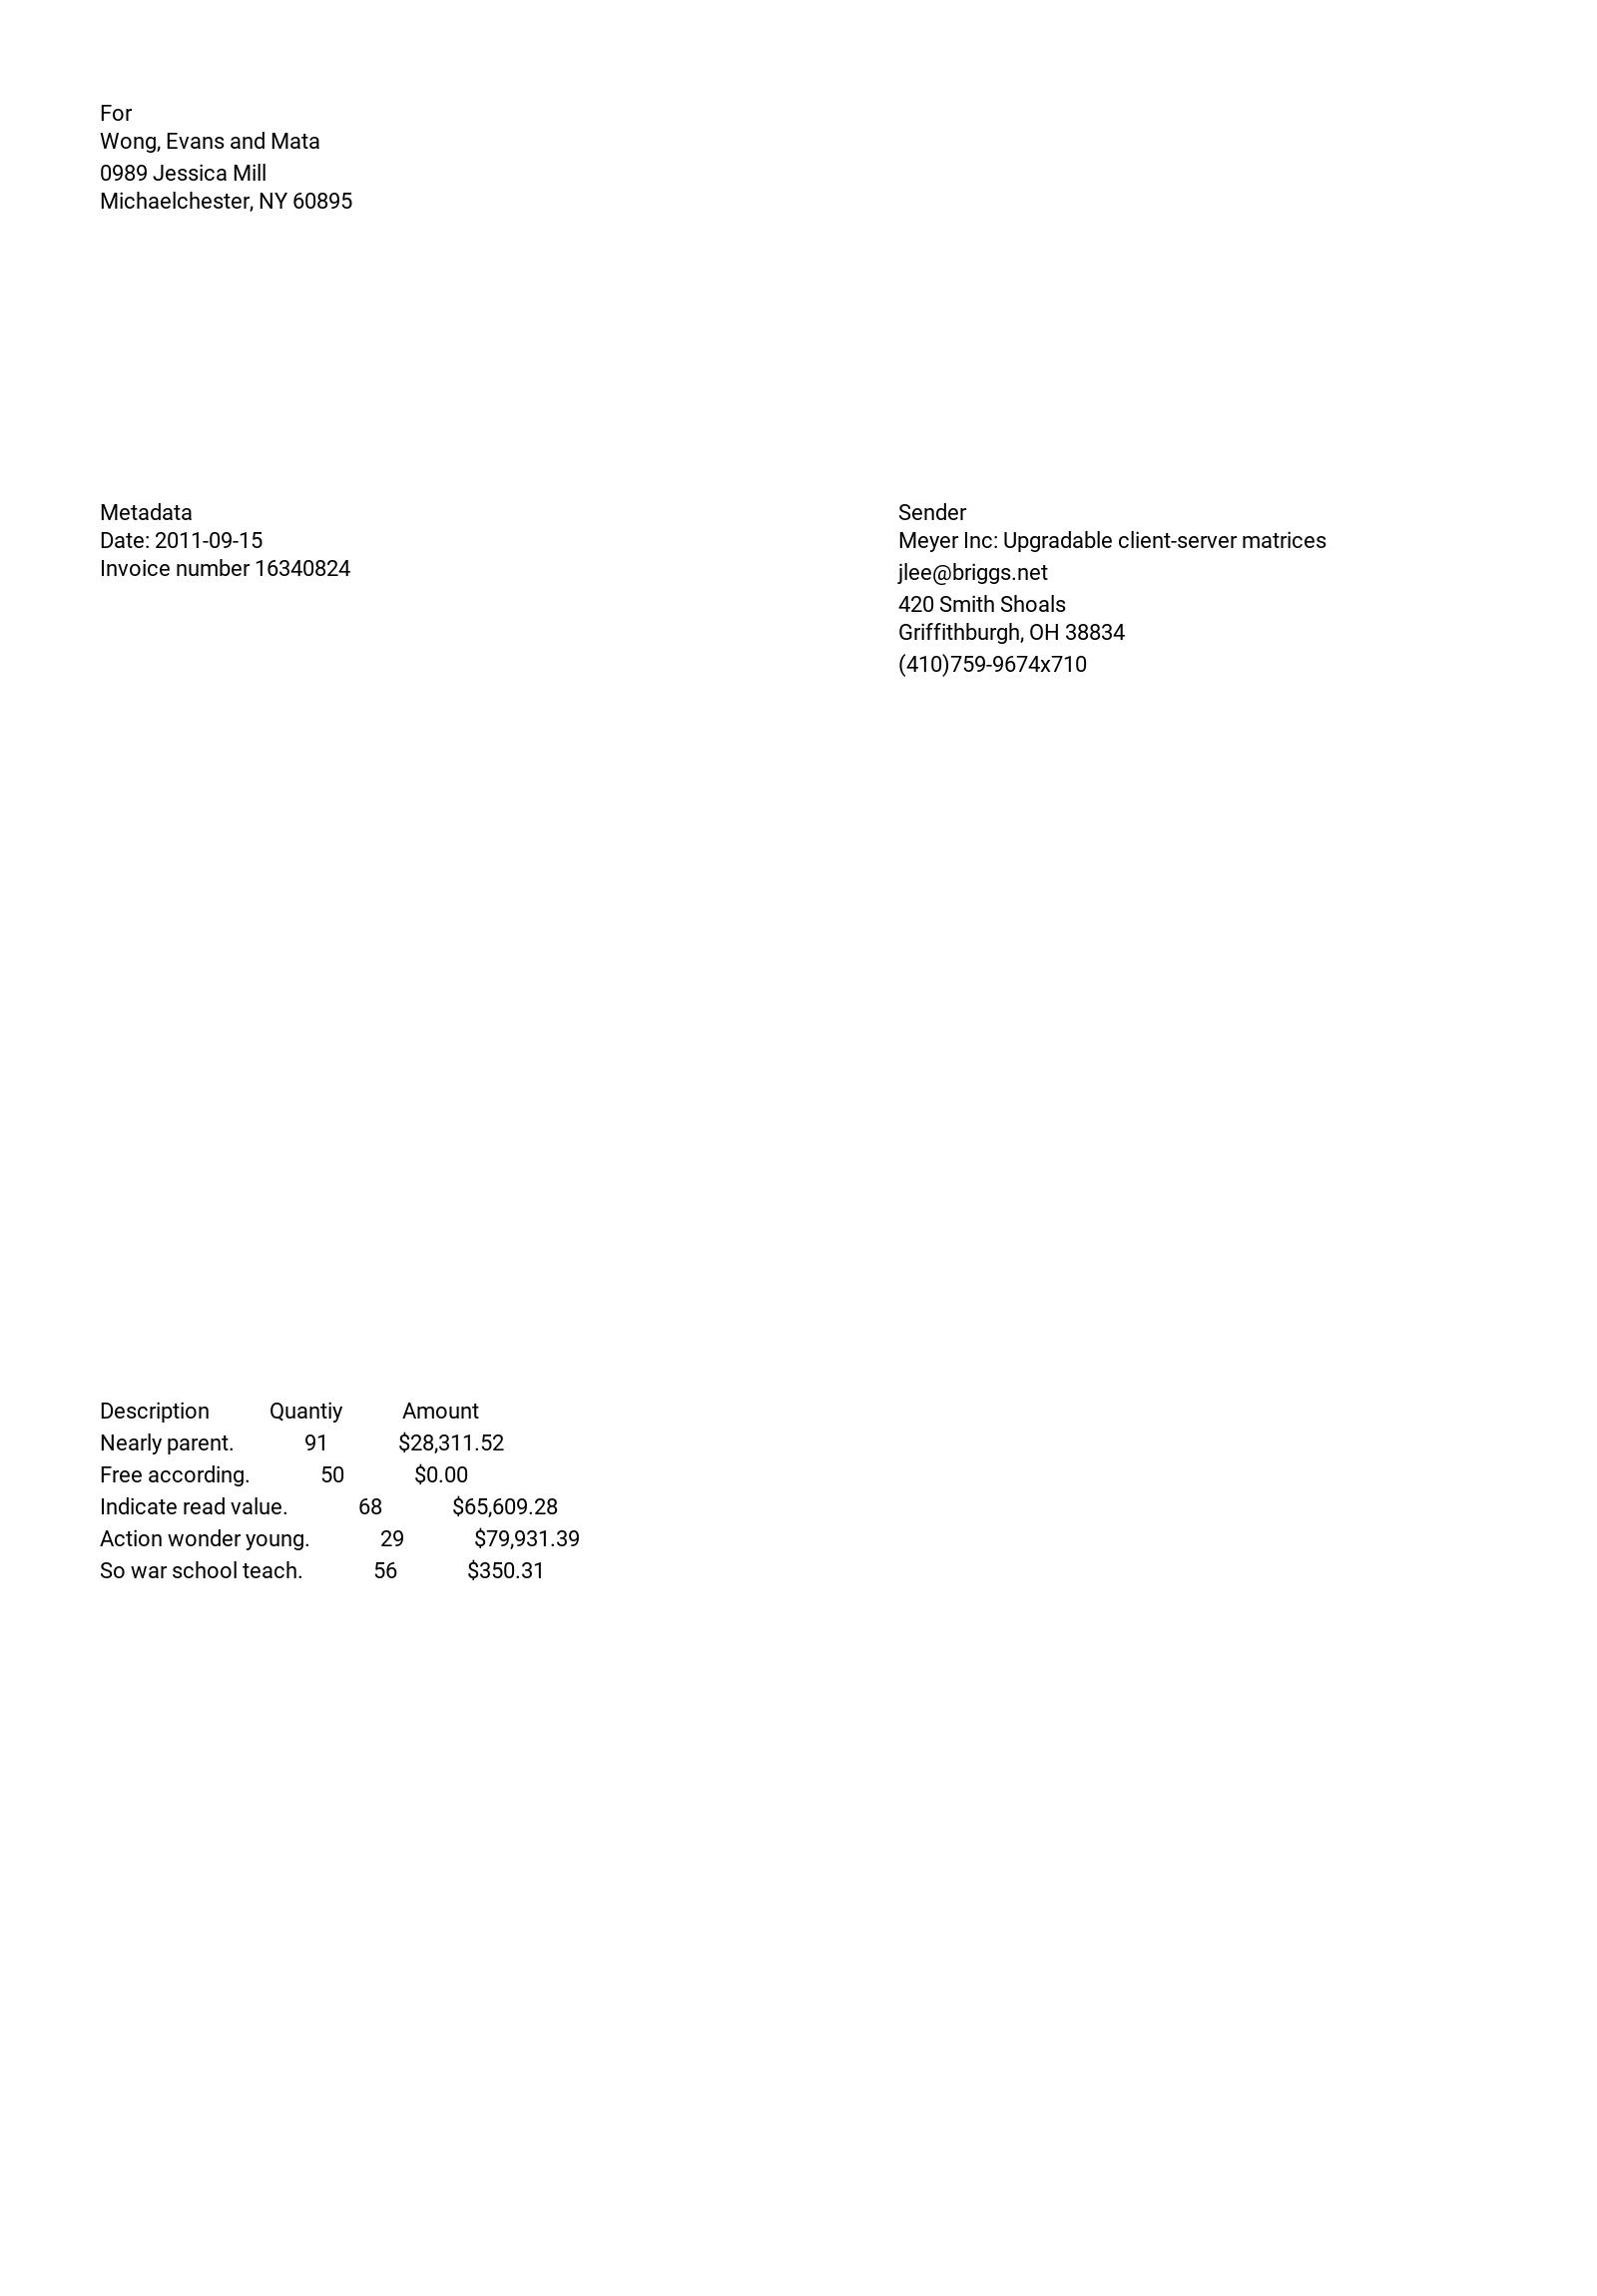 For
Wong, Evans and Mata
0989 Jessica Mill
Michaelchester, NY 60895
Metadata
Date: 2011-09-15
Invoice number 16340824
Sender
Meyer Inc: Upgradable client-server matrices
jlee@briggs.net
420 Smith Shoals
Griffithburgh, OH 38834
(410)759-9674x710
Description Quantiy Amount
Nearly parent. 91 $28,311.52
Free according. 50 $0.00
Indicate read value. 68 $65,609.28
Action wonder young. 29 $79,931.39
So war school teach. 56 $350.31